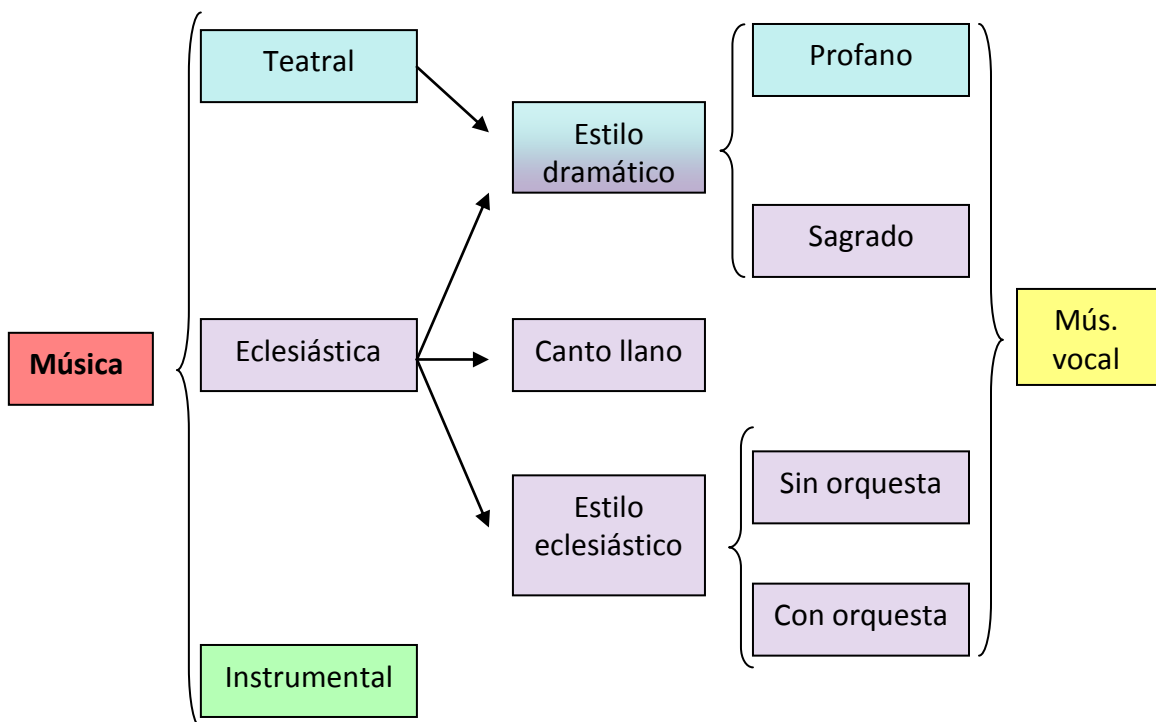 Teatral
Profano
Estilo
dramático
Sagrado
Música
Eclesiástica
Canto llano
Mús.
vocal
Estilo
eclesiástico
Sin orquesta
Con orquesta
Instrumental